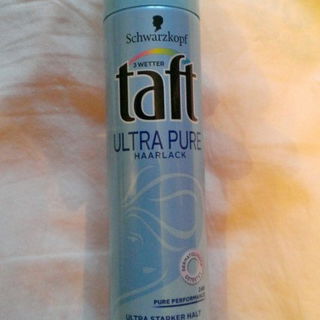 Schwarzkopf
3 WETTER
taft
ULTRA PURE
HAARLACK
PURE PERFORMANCE
ULTRA STARKER HALT